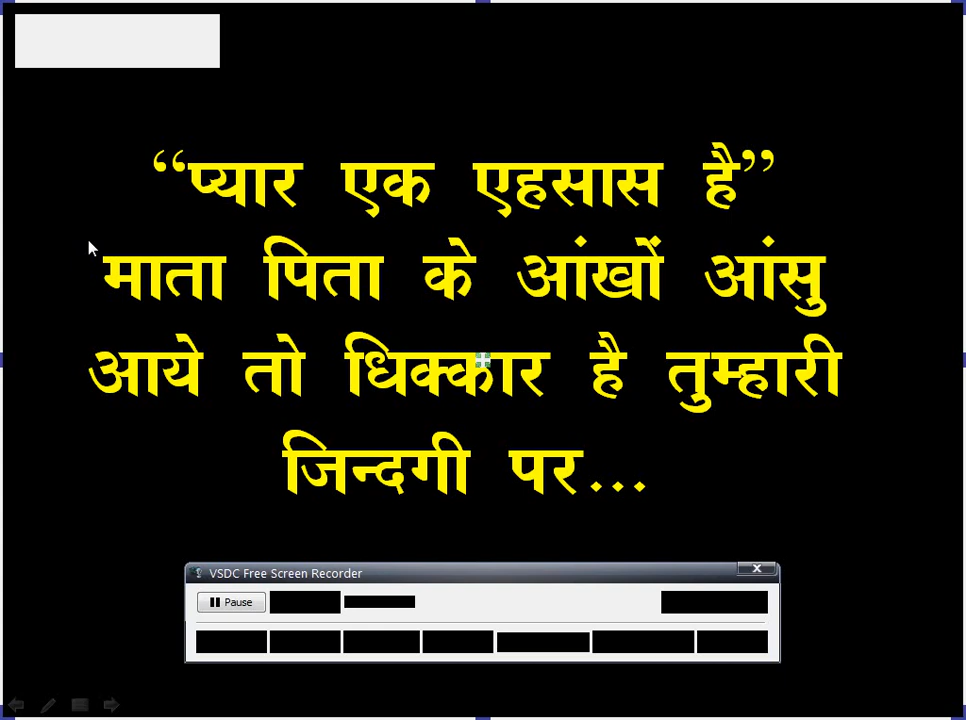 “प्यार एक एहसास है”
माता पिता के आंखों आंसु
आये तो धिक्कार है तुम्हारी
जिन्दगी पर...
VSDC Free Screen Recorder
Pause